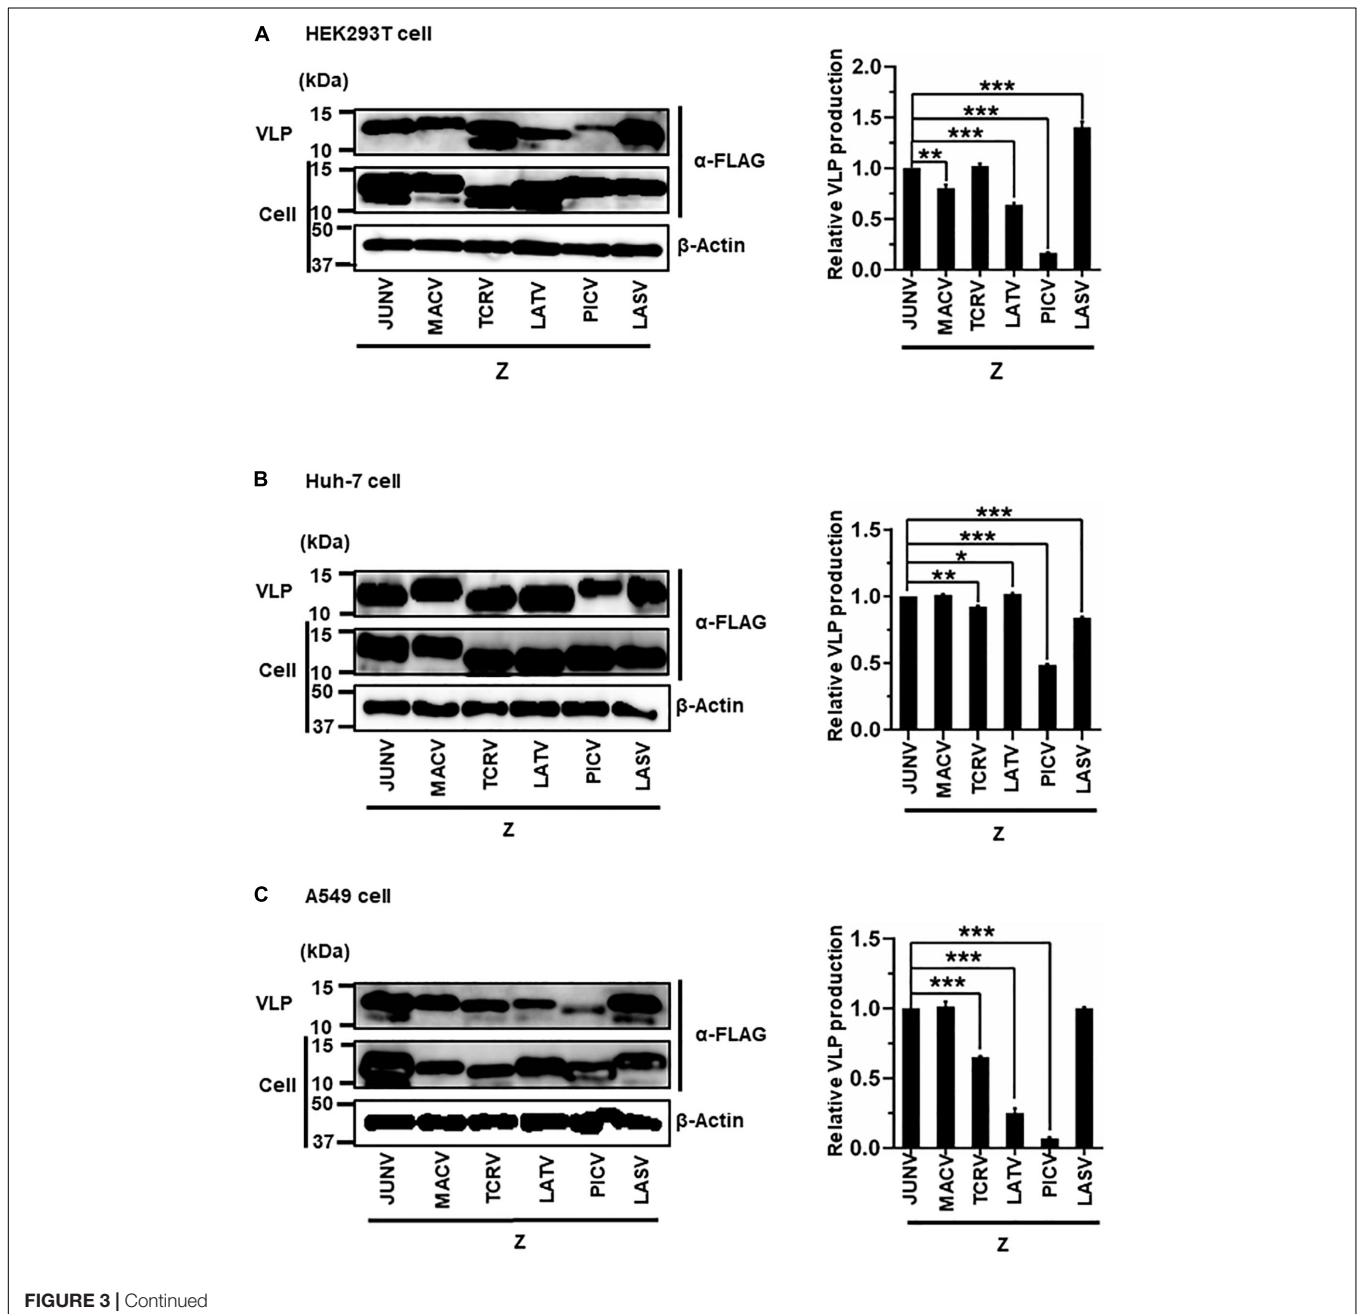 A HEK293T cell
(kDa)
VLP
15
10
Cell
15
10
50
37
α-FLAG
β-Actin
JUNV MACV TCRV LATV PICV LASV
Z
Relative VLP production
2.0
1.5
1.0
0.5
0.0
***
***
***
**
JUNV MACV TCRV LATV PICV LASV
Z
B Huh-7 cell
(kDa)
VLP
15
10
Cell
15
10
50
37
α-FLAG
β-Actin
JUNV MACV TCRV LATV PICV LASV
Z
Relative VLP production
1.5
1.0
0.5
0.0
***
***
*
**
JUNV MACV TCRV LATV PICV LASV
Z
C A549 cell
(kDa)
VLP
15
10
Cell
15
10
50
37
α-FLAG
β-Actin
JUNV MACV TCRV LATV PICV LASV
Z
Relative VLP production
1.5
1.0
0.5
0.0
***
***
***
JUNV MACV TCRV LATV PICV LASV
Z
FIGURE 3 | Continued